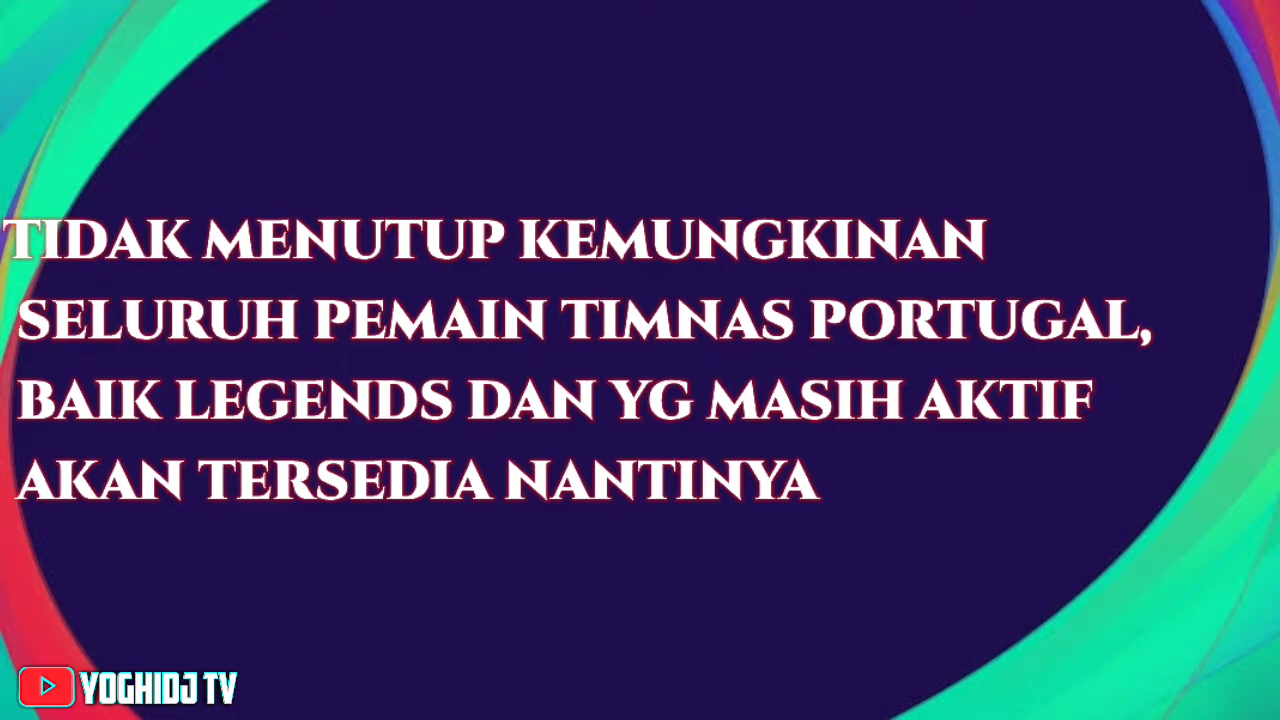 TIDAK MENUTUP KEMUNGKINAN
SELURUH PEMAIN TIMNAS PORTUGAL,
BAIK LEGENDS DAN YG MASIH AKTIF
AKAN TERSEDIA NANTINYA
YOGHIDJ TV